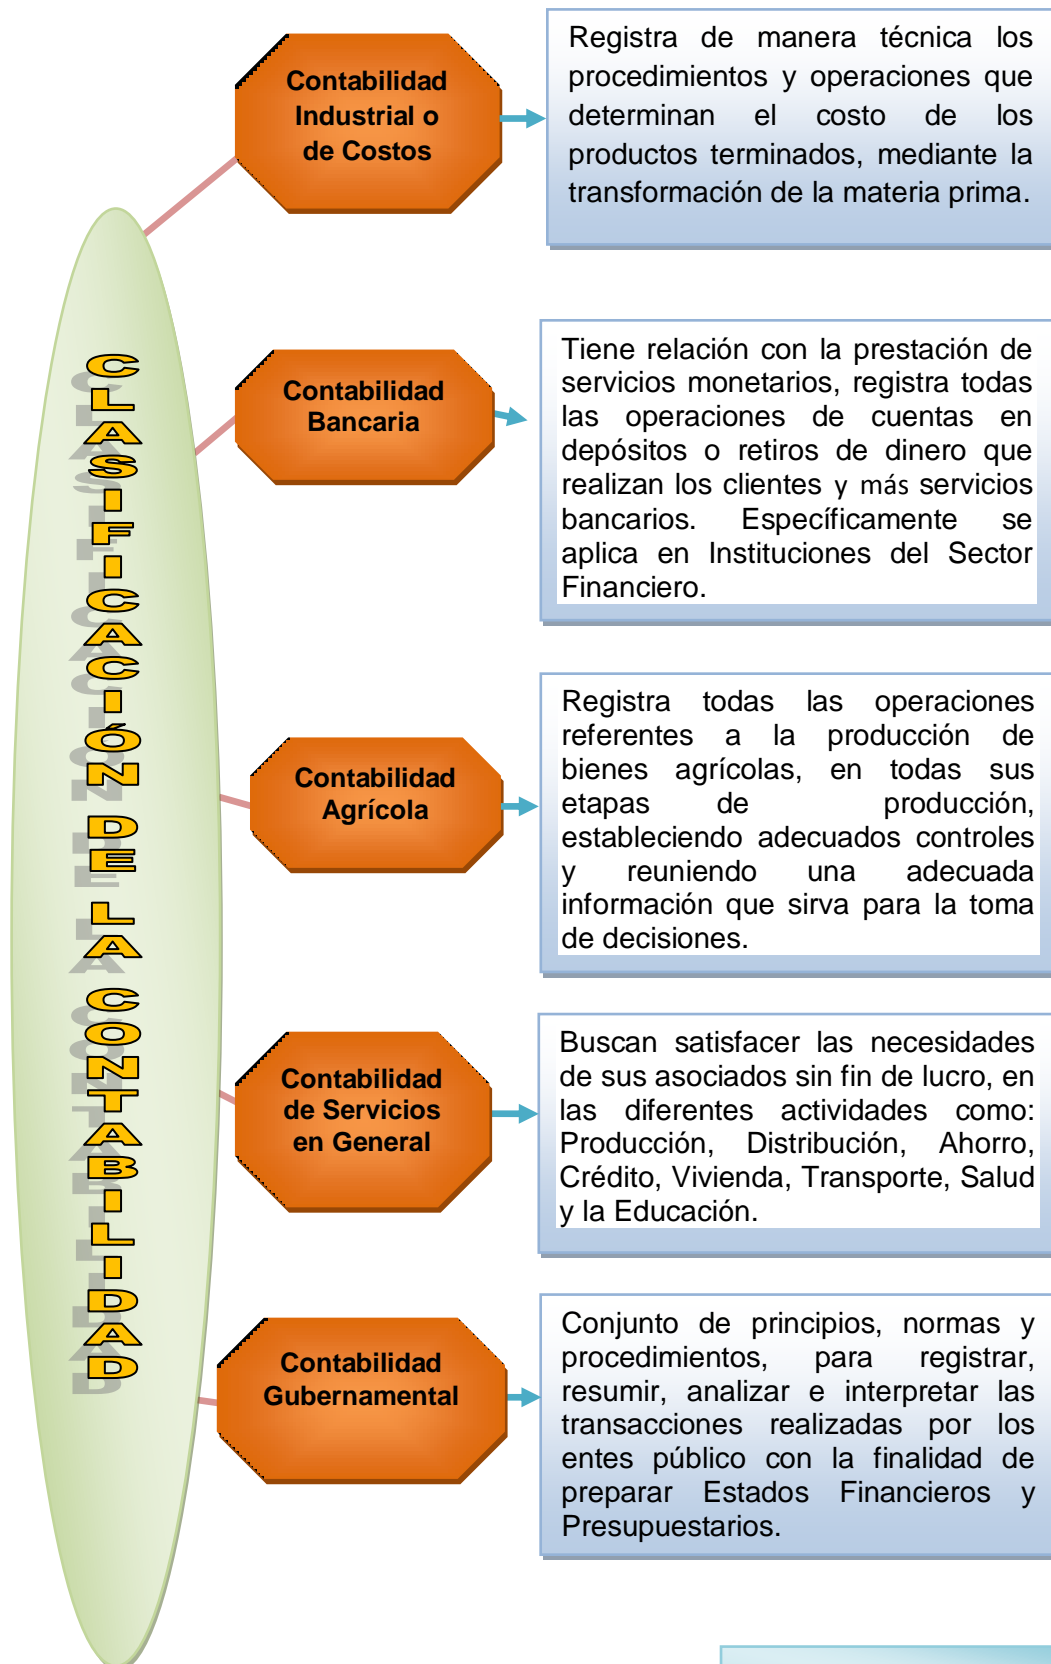 CLASIFICACIÓN DE LA CONTABILIDAD
Contabilidad
Industrial o
de Costos
Registra de manera técnica los
procedimientos y operaciones que
determinan el costo de los
productos terminados, mediante la
transformación de la materia prima.
Contabilidad
Bancaria
Tiene relación con la prestación de
servicios monetarios, registra todas
las operaciones de cuentas en
depósitos o retiros de dinero que
realizan los clientes y más servicios
bancarios. Específicamente se
aplica en Instituciones del Sector
Financiero.
Contabilidad
Agrícola
Registra todas las operaciones
referentes a la producción de
bienes agrícolas, en todas sus
etapas de producción,
estableciendo adecuados controles
y reuniendo una adecuada
información que sirva para la toma
de decisiones.
Contabilidad
de Servicios
en General
Buscan satisfacer las necesidades
de sus asociados sin fin de lucro, en
las diferentes actividades como:
Producción, Distribución, Ahorro,
Crédito, Vivienda, Transporte, Salud
y la Educación.
Contabilidad
Gubernamental
Conjunto de principios, normas y
procedimientos, para registrar,
resumir, analizar e interpretar las
transacciones realizadas por los
entes público con la finalidad de
preparar Estados Financieros y
Presupuestarios.